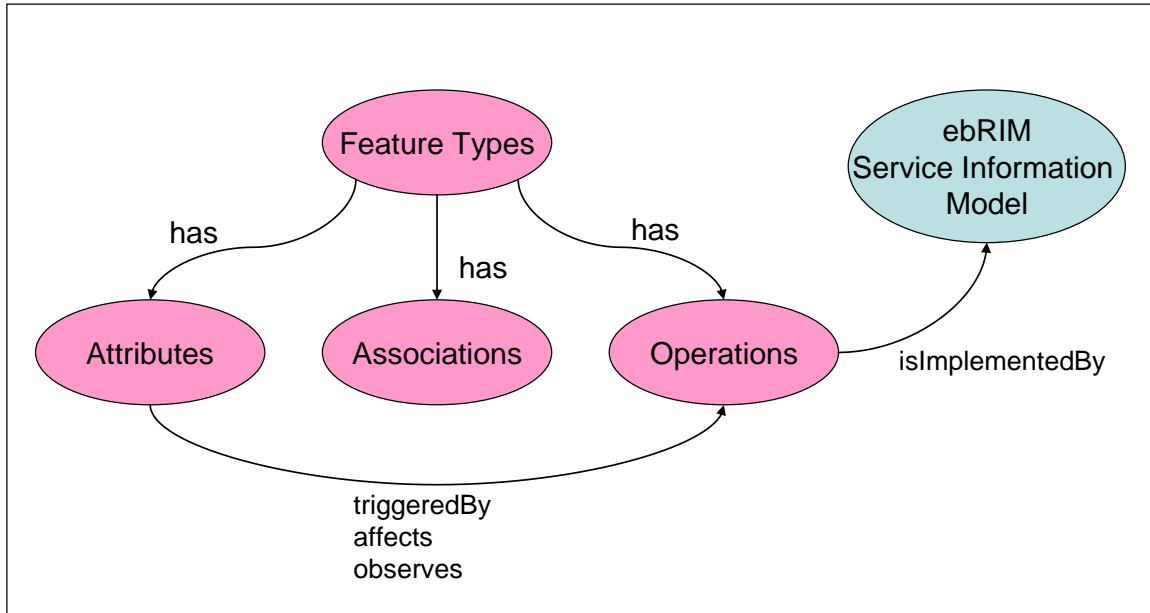 Feature Types
ebRIM
Service Information
Model
has
has
has
Attributes
Associations
Operations
isImplementedBy
triggeredBy
affects
observes